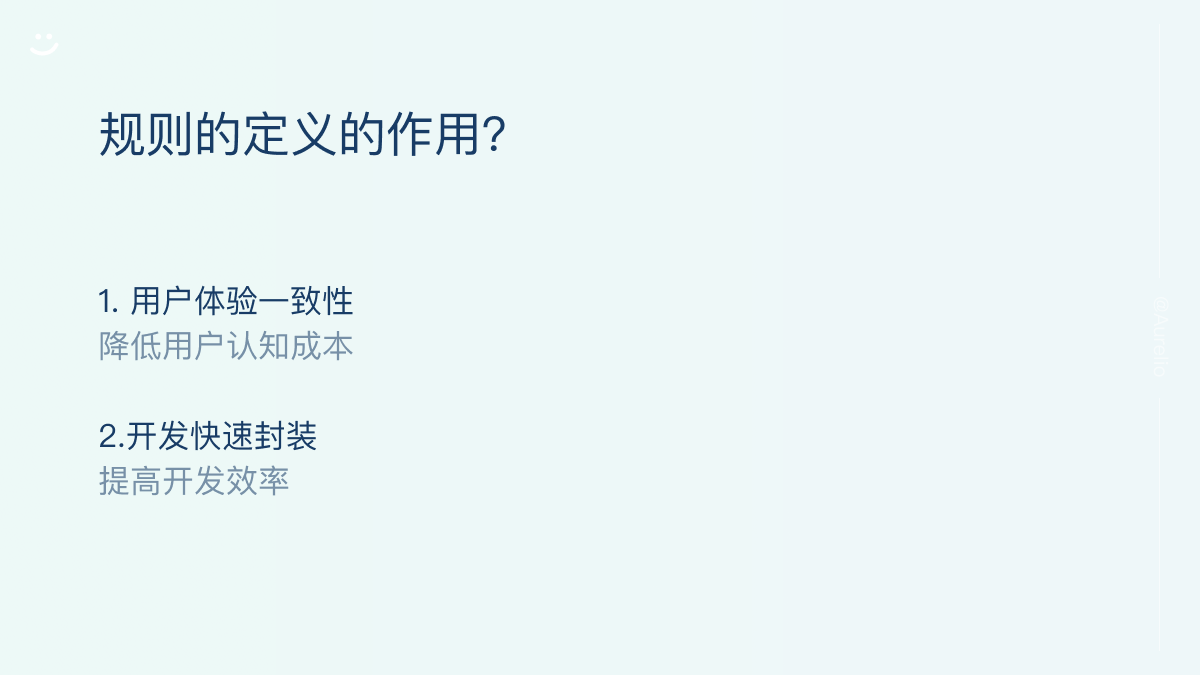 规则的定义的作用?
1. 用户体验一致性
降低用户认知成本
2.开发快速封装
提高开发效率
@Aurelio